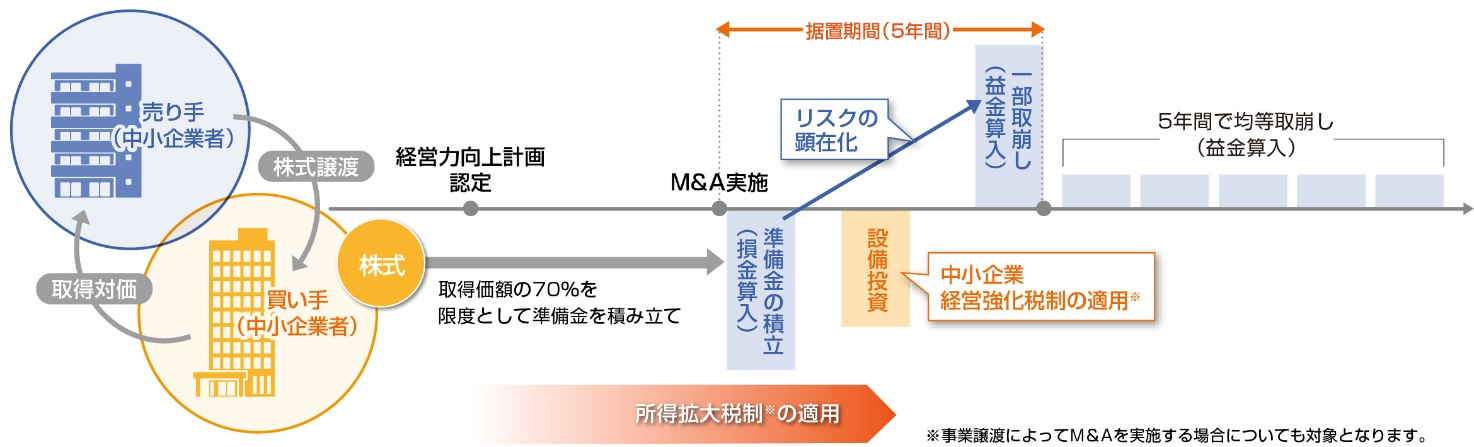 売り手
（中小企業者）
株式譲渡
取得対価
買い手
（中小企業者）
株式
経営力向上計画
認定
M&A実施
据置期間（5年間）
取得価額の70%を
限度として準備金を積み立て
準備金の積立
（損金算入）
リスクの
顕在化
一部取崩し
（益金算入）
設備投資
中小企業
経営強化税制の適用※
5年間で均等取崩し
（益金算入）
所得拡大税制※の適用
※事業譲渡によってM&Aを実施する場合についても対象となります。